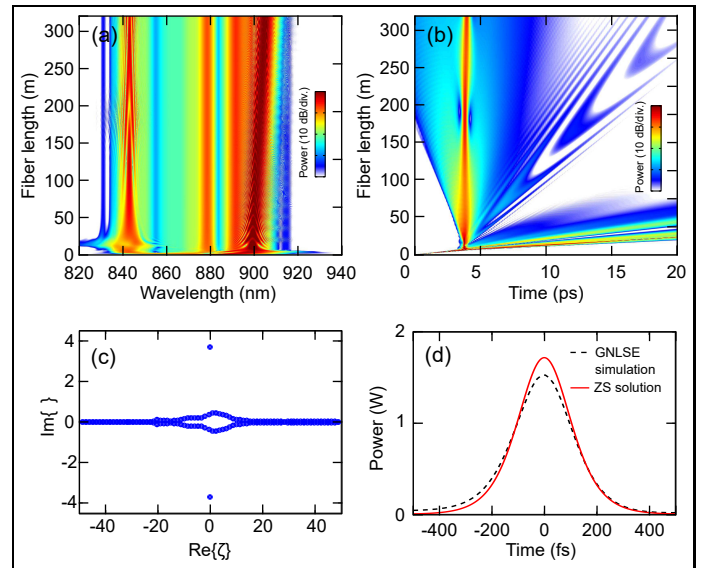 (a)
Fiber length (m)
300
250
200
150
100
50
0
820
840
860
880
900
920
940
Wavelength (nm)
Power (10 dB/div.)
(b)
Fiber length (m)
300
250
200
150
100
50
0
0
5
10
15
20
Time (ps)
Power (10 dB/div.)
(c)
Im{ }
4
2
0
-2
-4
-40
-20
0
20
40
Re{ζ}
(d)
Power (W)
2
1
0
-400
-200
0
200
400
Time (fs)
GNLSE
simulation
ZS solution